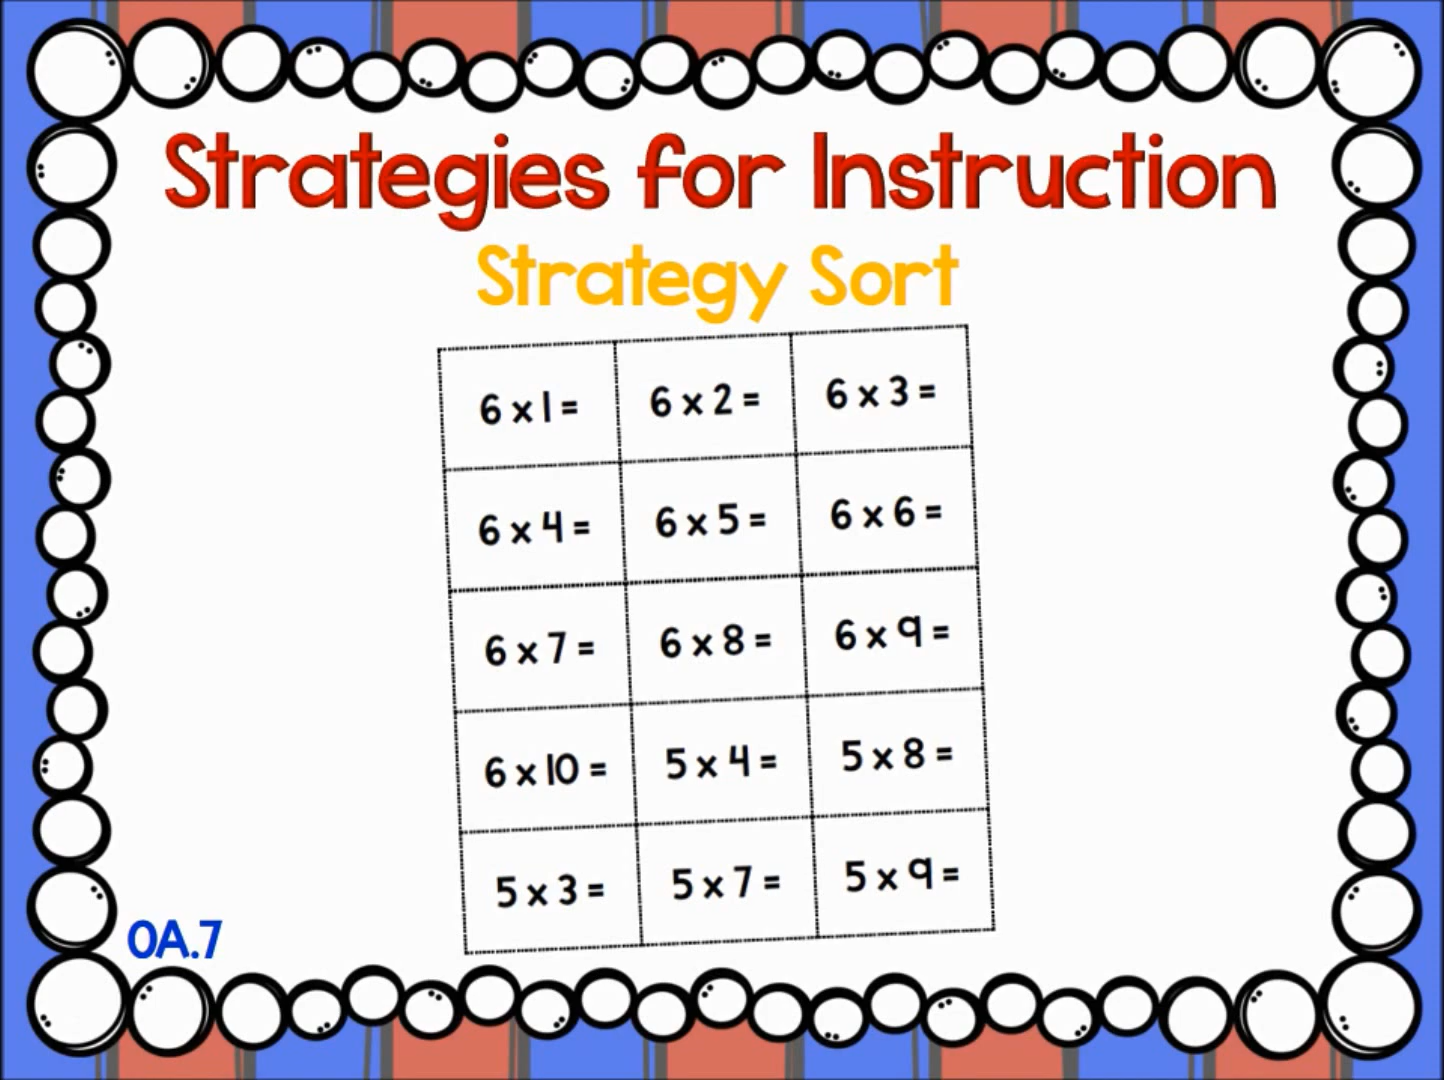 Strategies for Instruction
Strategy Sort
6 x 1 = 6 x 2 = 6 x 3 =
6 x 4 = 6 x 5 = 6 x 6 =
6 x 7 = 6 x 8 = 6 x 9 =
6 x 10 = 5 x 4 = 5 x 8 =
5 x 3 = 5 x 7 = 5 x 9 =
OA.7